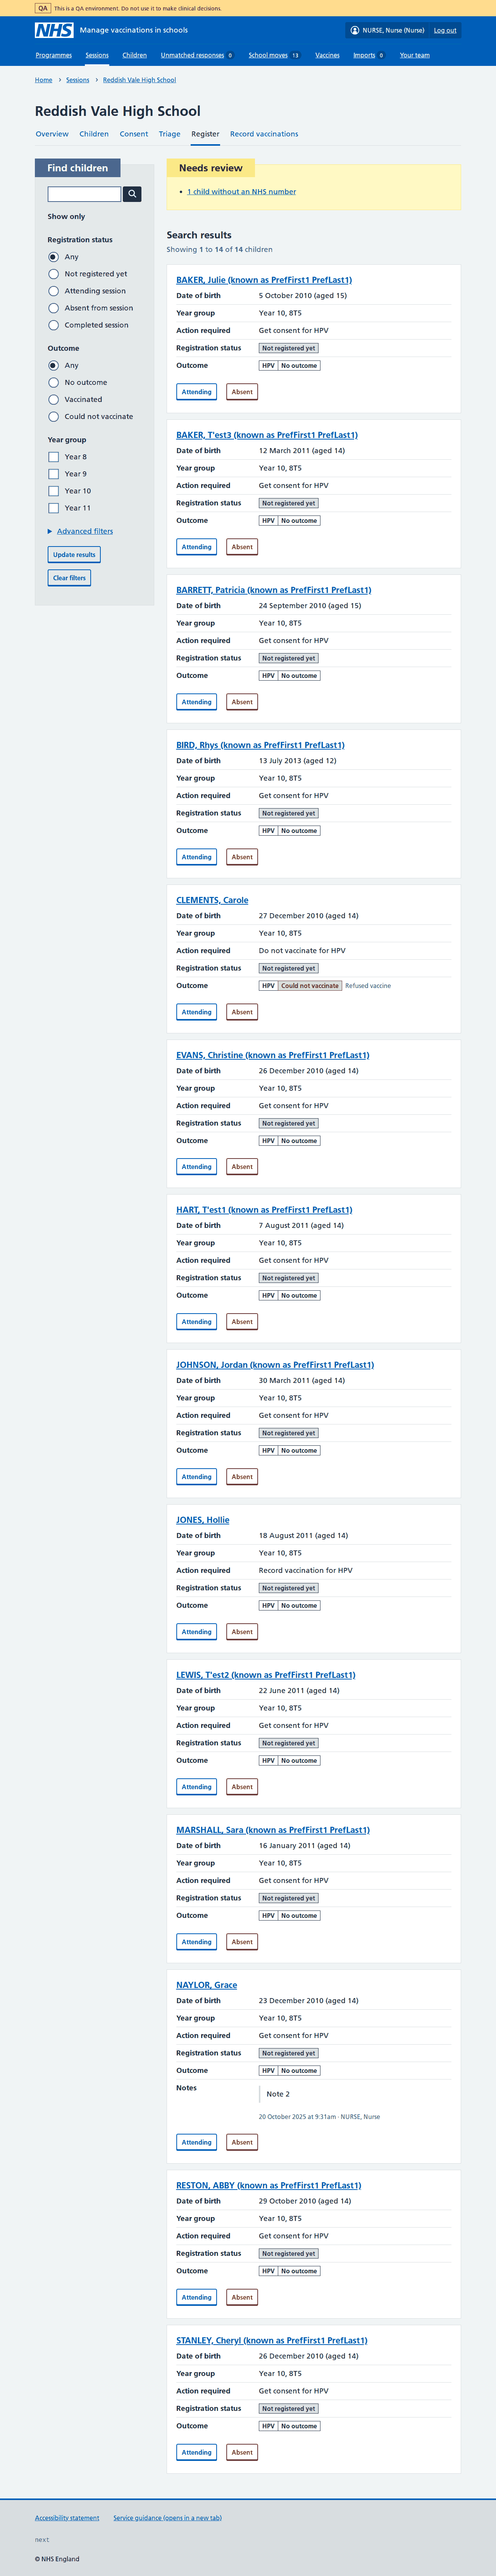 QA This is a QA environment. Do not use it to make clinical decisions.
NHS Manage vaccinations in schools NURSE, Nurse (Nurse) Log out
Programmes Sessions Children Unmatched responses 0 School moves 13 Vaccines Imports 0 Your team
Home > Sessions > Reddish Vale High School
Reddish Vale High School
Overview Children Consent Triage Register Record vaccinations
Find children
Show only
Registration status
Any
Not registered yet
Attending session
Absent from session
Completed session
Outcome
Any
No outcome
Vaccinated
Could not vaccinate
Year group
Year 8
Year 9
Year 10
Year 11
Advanced filters
Update results
Clear filters
Needs review
1 child without an NHS number
Search results
Showing 1 to 14 of 14 children
BAKER, Julie (known as PrefFirst1 PrefLast1)
Date of birth 5 October 2010 (aged 15)
Year group Year 10, 8T5
Action required Get consent for HPV
Registration status Not registered yet
Outcome HPV No outcome
Attending Absent
BAKER, T'est3 (known as PrefFirst1 PrefLast1)
Date of birth 12 March 2011 (aged 14)
Year group Year 10, 8T5
Action required Get consent for HPV
Registration status Not registered yet
Outcome HPV No outcome
Attending Absent
BARRETT, Patricia (known as PrefFirst1 PrefLast1)
Date of birth 24 September 2010 (aged 15)
Year group Year 10, 8T5
Action required Get consent for HPV
Registration status Not registered yet
Outcome HPV No outcome
Attending Absent
BIRD, Rhys (known as PrefFirst1 PrefLast1)
Date of birth 13 July 2013 (aged 12)
Year group Year 10, 8T5
Action required Get consent for HPV
Registration status Not registered yet
Outcome HPV No outcome
Attending Absent
CLEMENTS, Carole
Date of birth 27 December 2010 (aged 14)
Year group Year 10, 8T5
Action required Do not vaccinate for HPV
Registration status Not registered yet
Outcome HPV Could not vaccinate Refused vaccine
Attending Absent
EVANS, Christine (known as PrefFirst1 PrefLast1)
Date of birth 26 December 2010 (aged 14)
Year group Year 10, 8T5
Action required Get consent for HPV
Registration status Not registered yet
Outcome HPV No outcome
Attending Absent
HART, T'est1 (known as PrefFirst1 PrefLast1)
Date of birth 7 August 2011 (aged 14)
Year group Year 10, 8T5
Action required Get consent for HPV
Registration status Not registered yet
Outcome HPV No outcome
Attending Absent
JOHNSON, Jordan (known as PrefFirst1 PrefLast1)
Date of birth 30 March 2011 (aged 14)
Year group Year 10, 8T5
Action required Get consent for HPV
Registration status Not registered yet
Outcome HPV No outcome
Attending Absent
JONES, Hollie
Date of birth 18 August 2011 (aged 14)
Year group Year 10, 8T5
Action required Record vaccination for HPV
Registration status Not registered yet
Outcome HPV No outcome
Attending Absent
LEWIS, T'est2 (known as PrefFirst1 PrefLast1)
Date of birth 22 June 2011 (aged 14)
Year group Year 10, 8T5
Action required Get consent for HPV
Registration status Not registered yet
Outcome HPV No outcome
Attending Absent
MARSHALL, Sara (known as PrefFirst1 PrefLast1)
Date of birth 16 January 2011 (aged 14)
Year group Year 10, 8T5
Action required Get consent for HPV
Registration status Not registered yet
Outcome HPV No outcome
Attending Absent
NAYLOR, Grace
Date of birth 23 December 2010 (aged 14)
Year group Year 10, 8T5
Action required Get consent for HPV
Registration status Not registered yet
Outcome HPV No outcome
Notes Note 2
20 October 2025 at 9:31am · NURSE, Nurse
Attending Absent
RESTON, ABBY (known as PrefFirst1 PrefLast1)
Date of birth 29 October 2010 (aged 14)
Year group Year 10, 8T5
Action required Get consent for HPV
Registration status Not registered yet
Outcome HPV No outcome
Attending Absent
STANLEY, Cheryl (known as PrefFirst1 PrefLast1)
Date of birth 26 December 2010 (aged 14)
Year group Year 10, 8T5
Action required Get consent for HPV
Registration status Not registered yet
Outcome HPV No outcome
Attending Absent
Accessibility statement Service guidance (opens in a new tab)
next
© NHS England